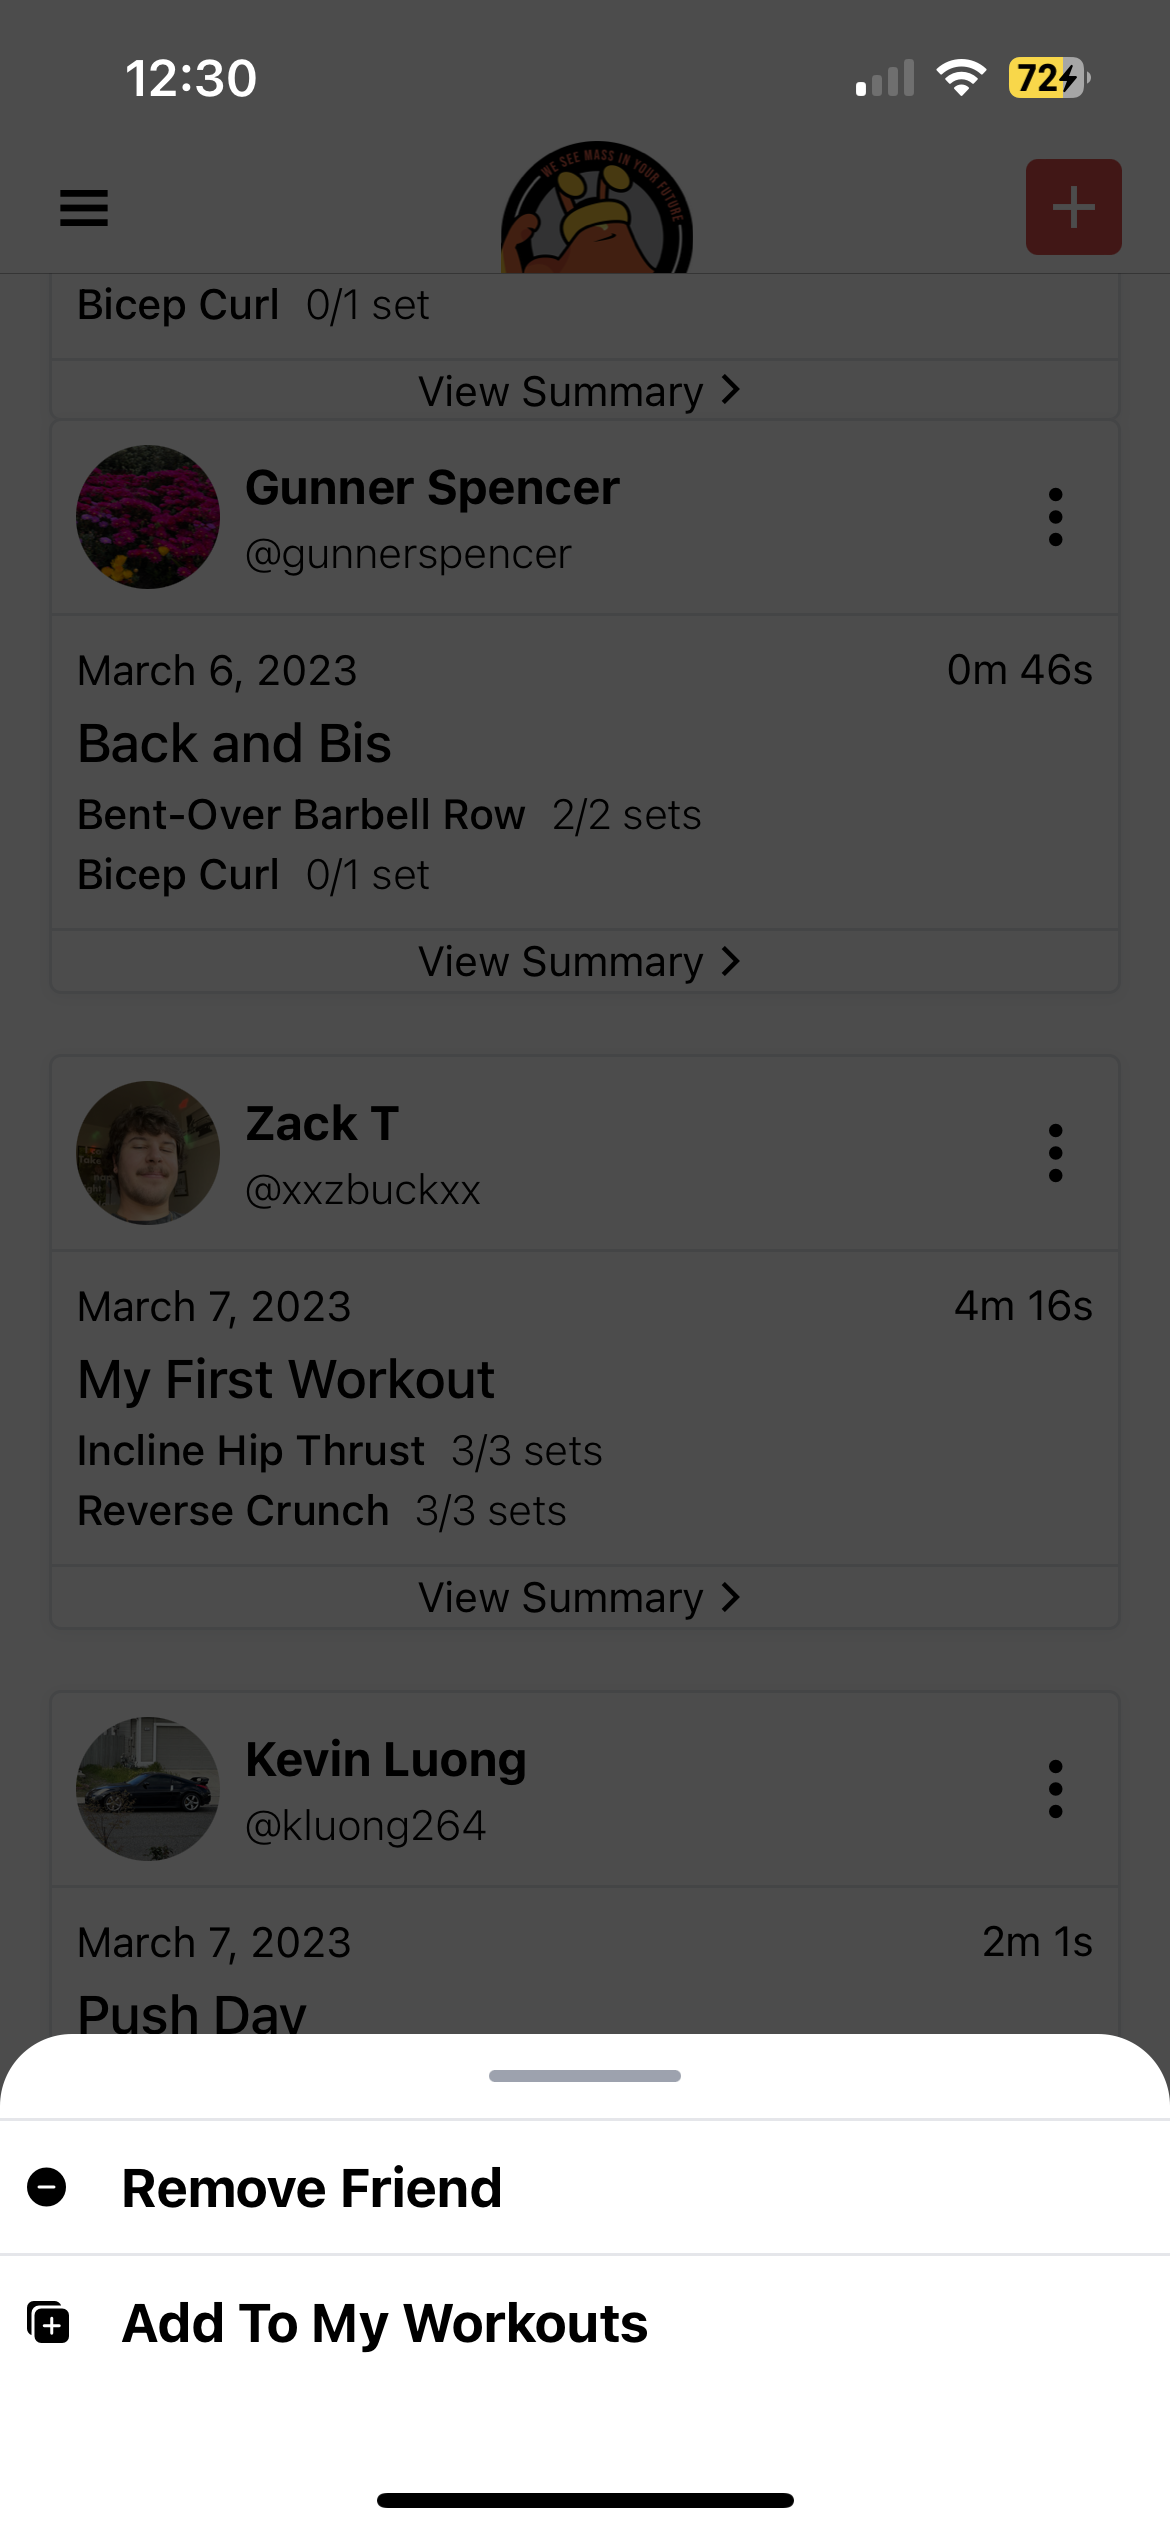 12:30
72
WE SEE MASS IN YOUR FUTURE
Bicep Curl 0/1 set
View Summary
Gunner Spencer
@gunnerspencer
March 6, 2023 0m 46s
Back and Bis
Bent-Over Barbell Row 2/2 sets
Bicep Curl 0/1 set
View Summary
Zack T
@xxzbuckxx
March 7, 2023 4m 16s
My First Workout
Incline Hip Thrust 3/3 sets
Reverse Crunch 3/3 sets
View Summary
Kevin Luong
@kluong264
March 7, 2023 2m 1s
Push Day
Remove Friend
Add To My Workouts